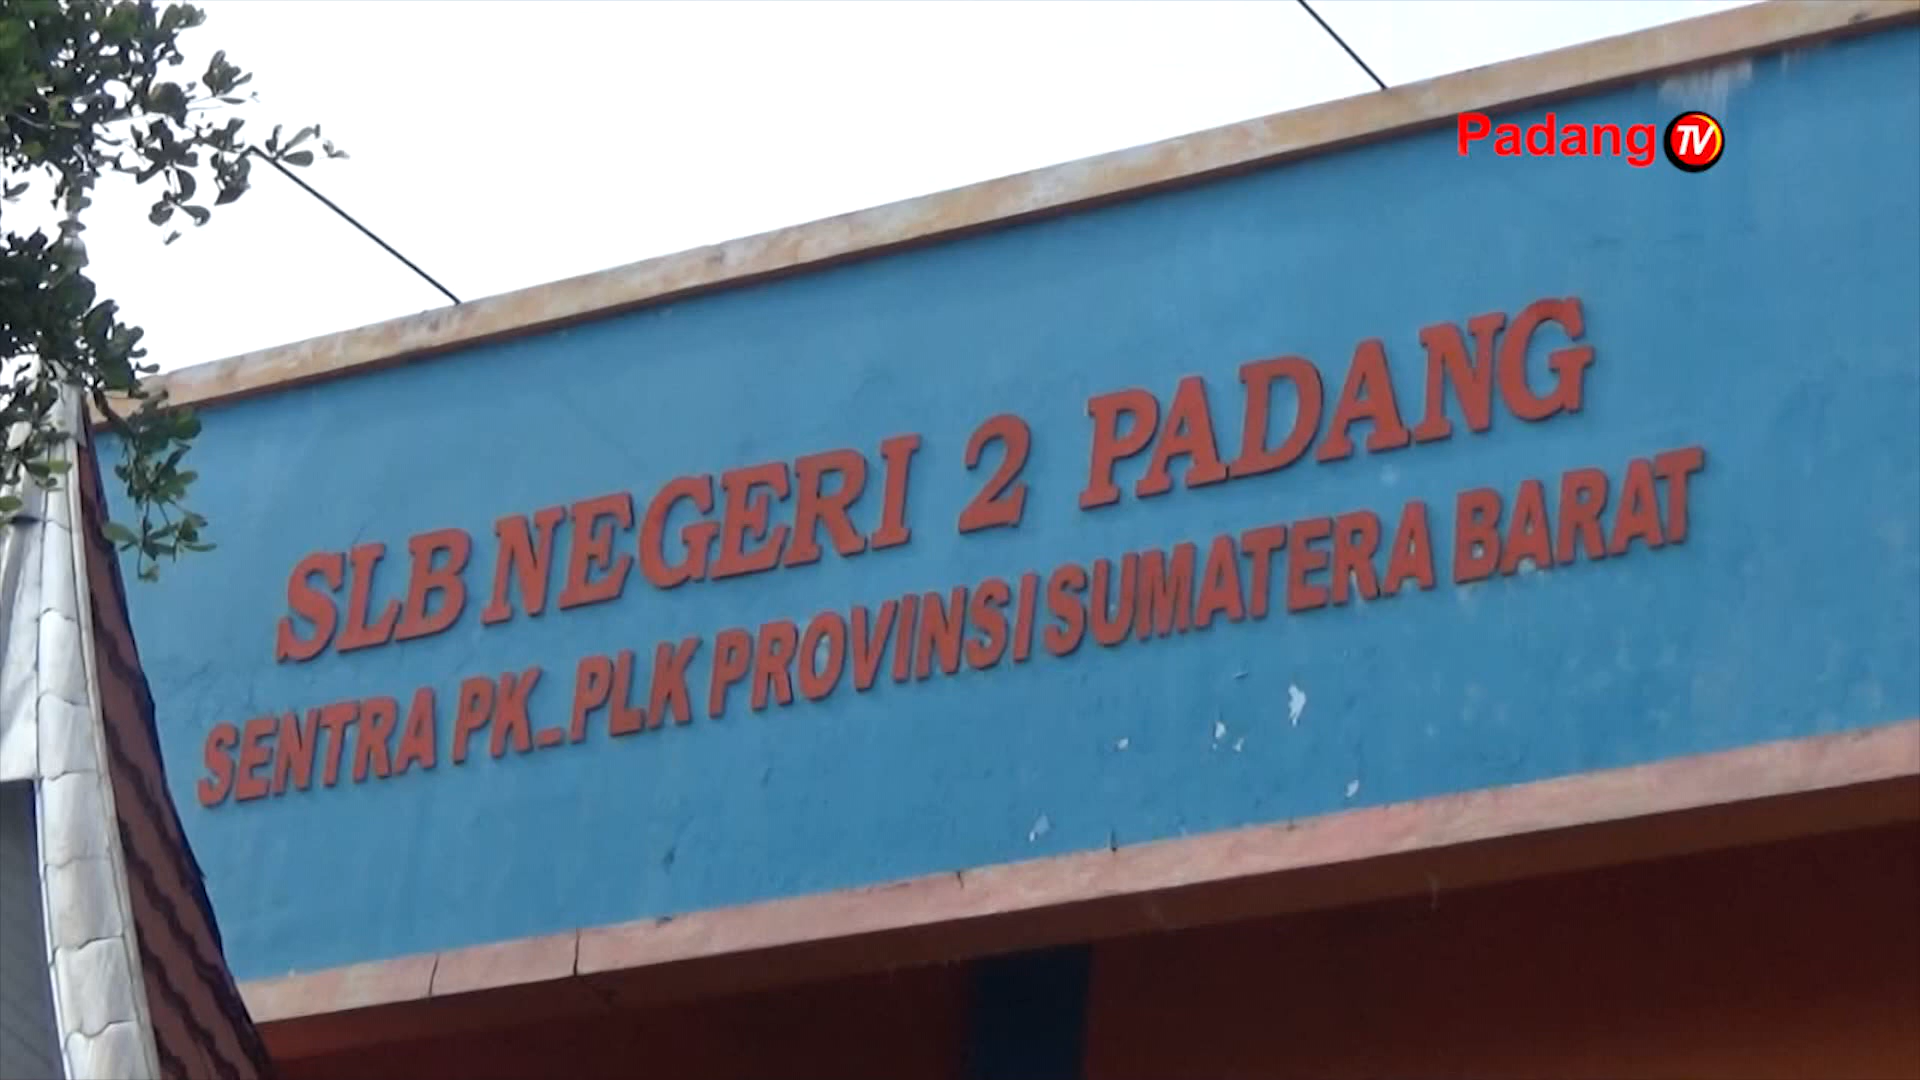 Padang TV
SLB NEGERI 2 PADANG
SENTRA PK_PLK PROVINSI SUMATERA BARAT